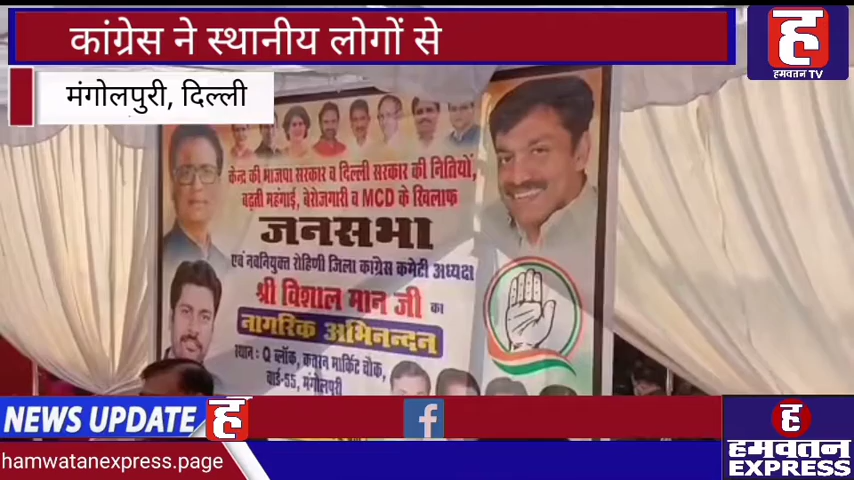 कांग्रेस ने स्थानीय लोगों से
ह
हमवतन TV
मंगोलपुरी, दिल्ली
केन्द्र की भाजपा सरकार व दिल्ली सरकार की नितियों,
बढ़ती महंगाई, बेरोजगारी व MCD के खिलाफ
जनसभा
एवं नवनियुक्त रोहिणी जिला कांग्रेस कमेटी अध्यक्ष
श्री विशाल मान जी का
नागरिक अभिनन्दन
स्थान : Q ब्लॉक, कतरन मार्किट चौक,
वार्ड-55, मंगोलपुरी
NEWS UPDATE
ह
f
ह
हमवतन
EXPRESS
hamwatanexpress.page